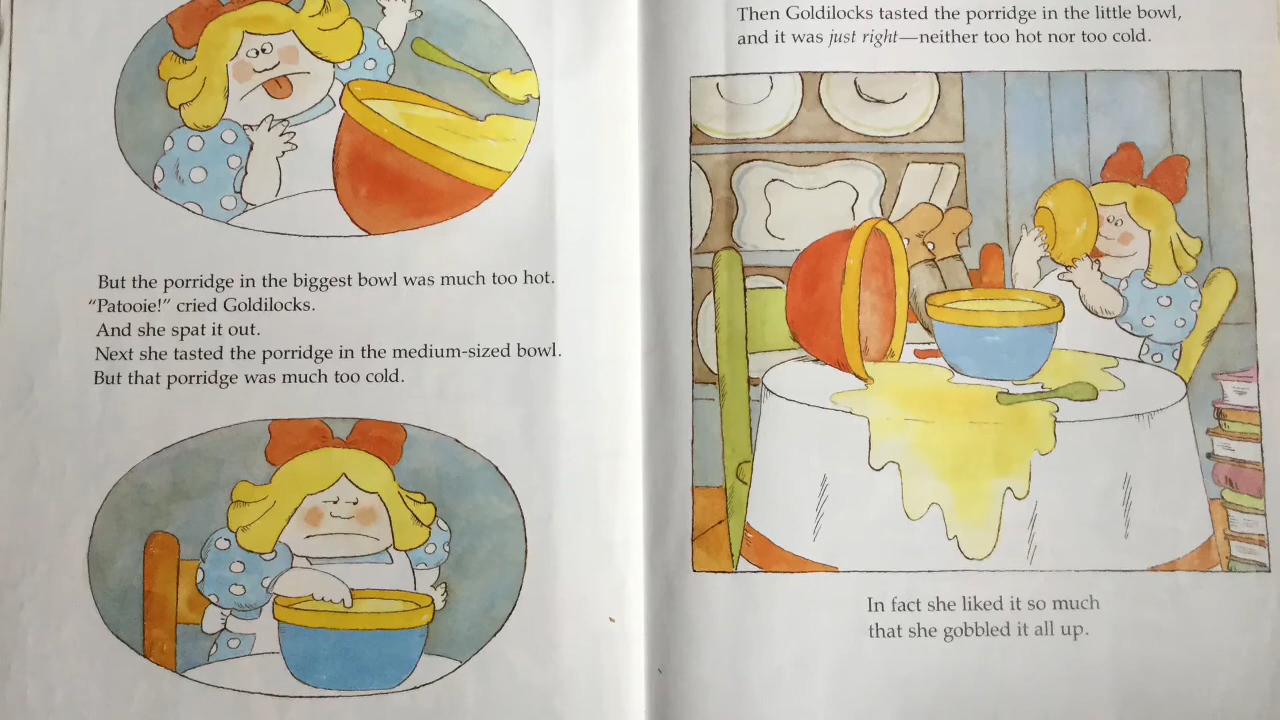 But the porridge in the biggest bowl was much too hot.
“Patooie!” cried Goldilocks.
And she spat it out.
Next she tasted the porridge in the medium-sized bowl.
But that porridge was much too cold.
Then Goldilocks tasted the porridge in the little bowl,
and it was just right—neither too hot nor too cold.
In fact she liked it so much
that she gobbled it all up.